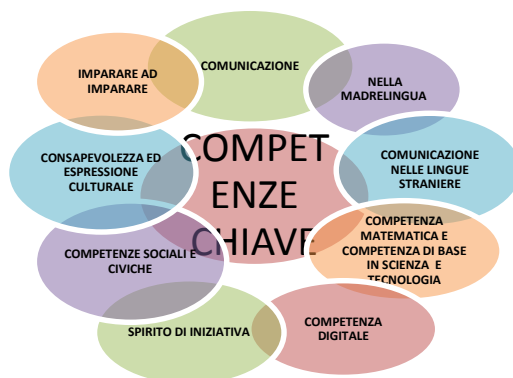 COMUNICAZIONE
NELLA
MADRELINGUA
COMUNICAZIONE
NELLE LINGUE
STRANIERE
COMPETENZA
MATEMATICA E
COMPETENZA DI BASE
IN SCIENZA E
TECNOLOGIA
COMPETENZA
DIGITALE
SPIRITO DI INIZIATIVA
COMPETENZE SOCIALI E
CIVICHE
CONSAPEVOLEZZA ED
ESPRESSIONE
CULTURALE
IMPARARE AD
IMPARARE
COMPET
ENZE
CHIAVE